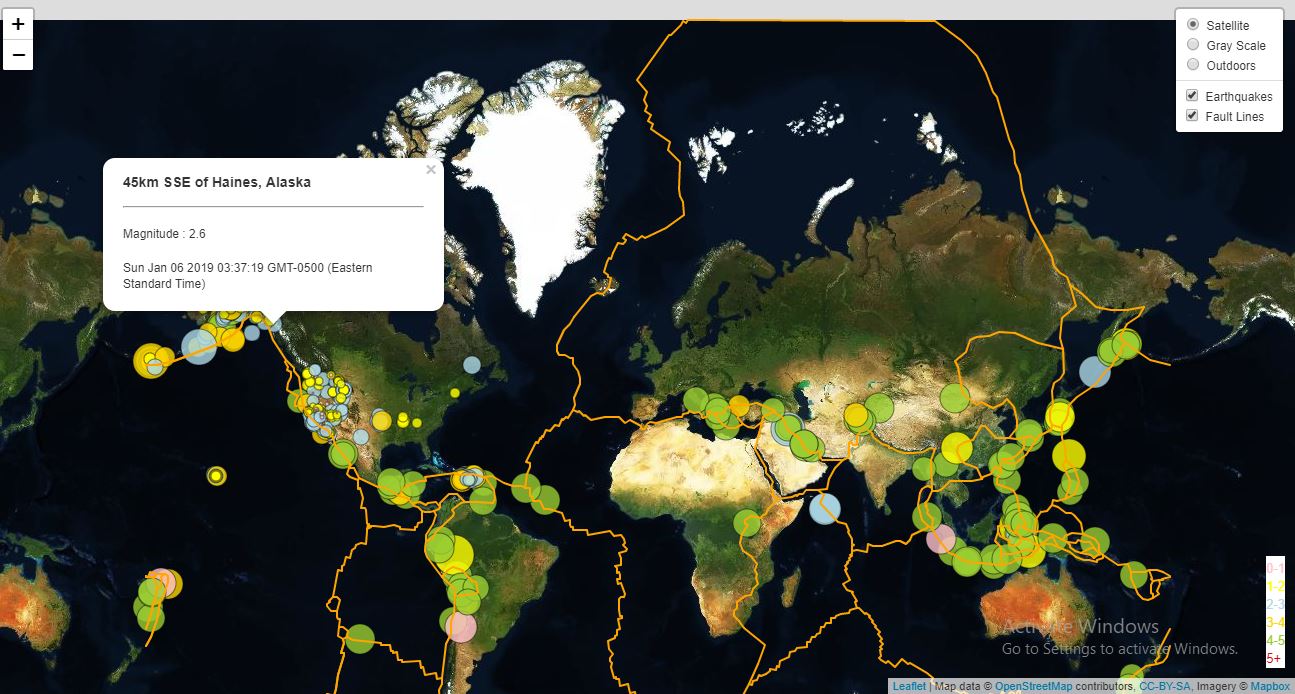 +
−
Satellite
Gray Scale
Outdoors
Earthquakes
Fault Lines
×
45km SSE of Haines, Alaska
Magnitude : 2.6
Sun Jan 06 2019 03:37:19 GMT-0500 (Eastern
Standard Time)
0-1
1-2
2-3
3-4
4-5
5+
Activate Windows
Go to Settings to activate Windows.
Leaflet | Map data © OpenStreetMap contributors, CC-BY-SA, Imagery © Mapbox